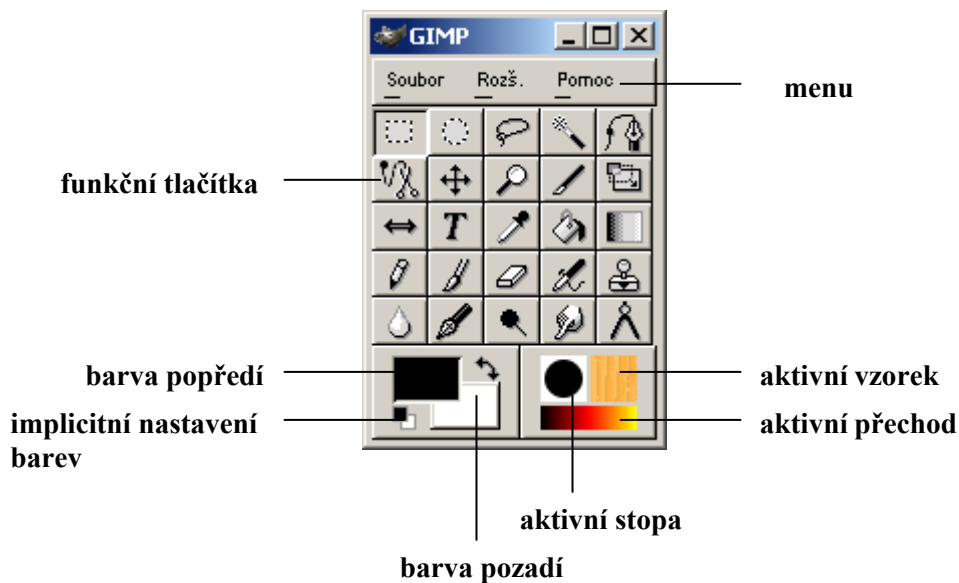 GIMP
Soubor Rozš. Pomoc
menu
funkční tlačítka
T
barva popředí
aktivní vzorek
implicitní nastavení
barev
aktivní přechod
aktivní stopa
barva pozadí